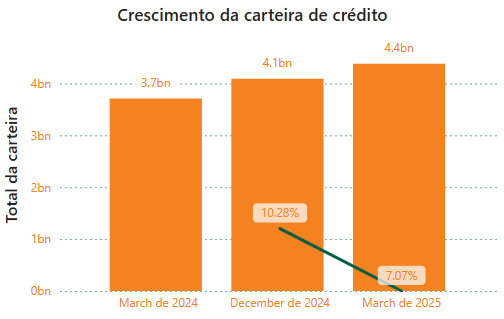 Crescimento da carteira de crédito
Total da carteira
4bn
3bn
2bn
1bn
0bn
3.7bn
4.1bn
4.4bn
10.28%
7.07%
March de 2024
December de 2024
March de 2025